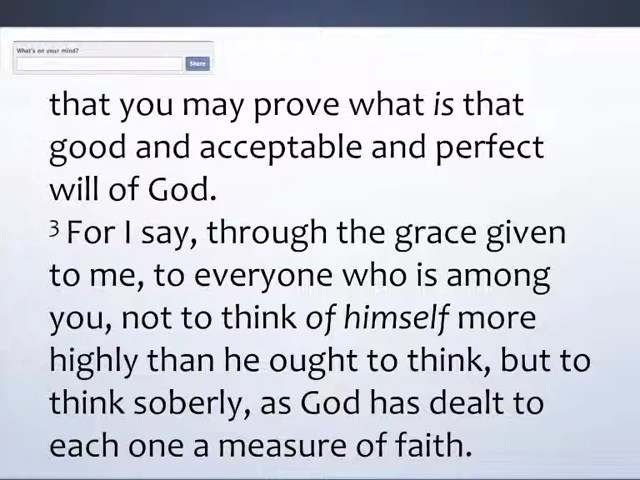 What's on your mind?
Share
that you may prove what is that
good and acceptable and perfect
will of God.
3 For I say, through the grace given
to me, to everyone who is among
you, not to think of himself more
highly than he ought to think, but to
think soberly, as God has dealt to
each one a measure of faith.